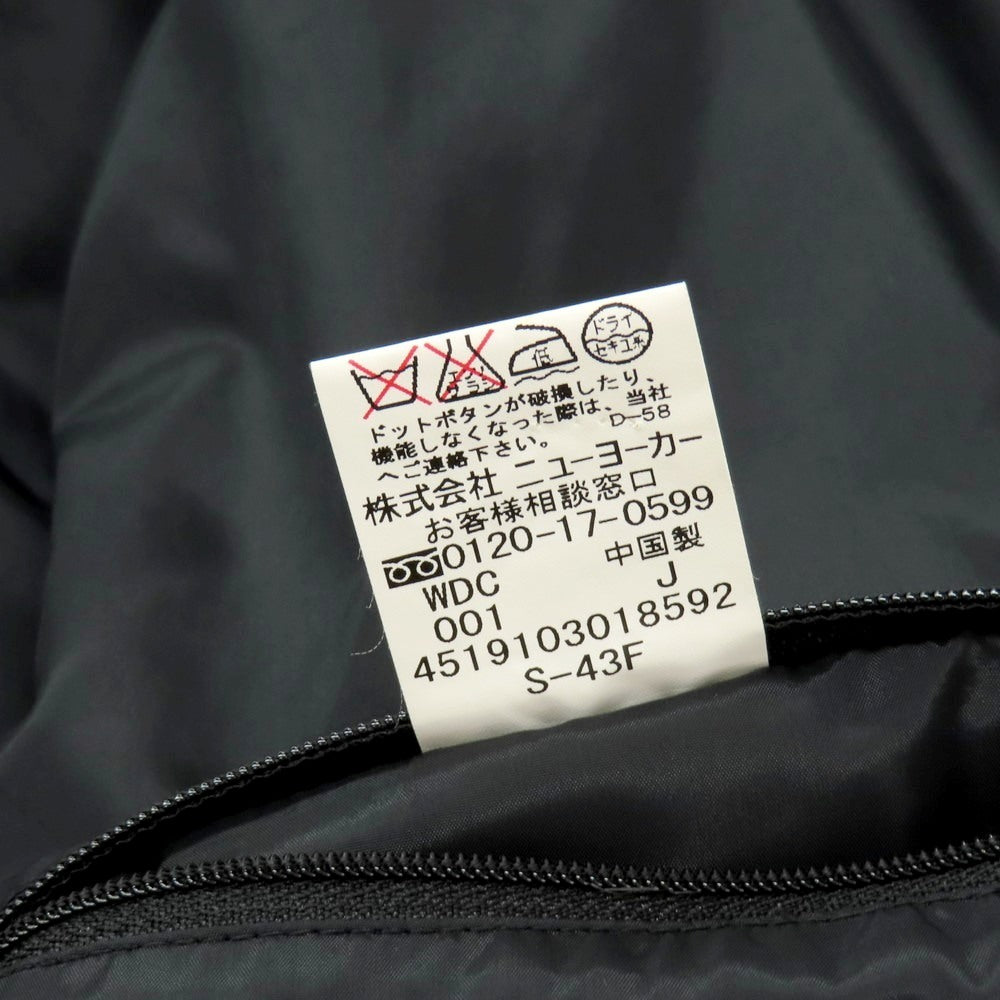 エンソ
サラシ
低
ドライ
セキユ系
ドットボタンが破損したり、
機能しなくなった際は、当社
へご連絡下さい。 D-58
株式会社 ニューヨーカー
お客様相談窓口
0120-17-0599
WDC 中国製
001 J
4519103018592
S-43F